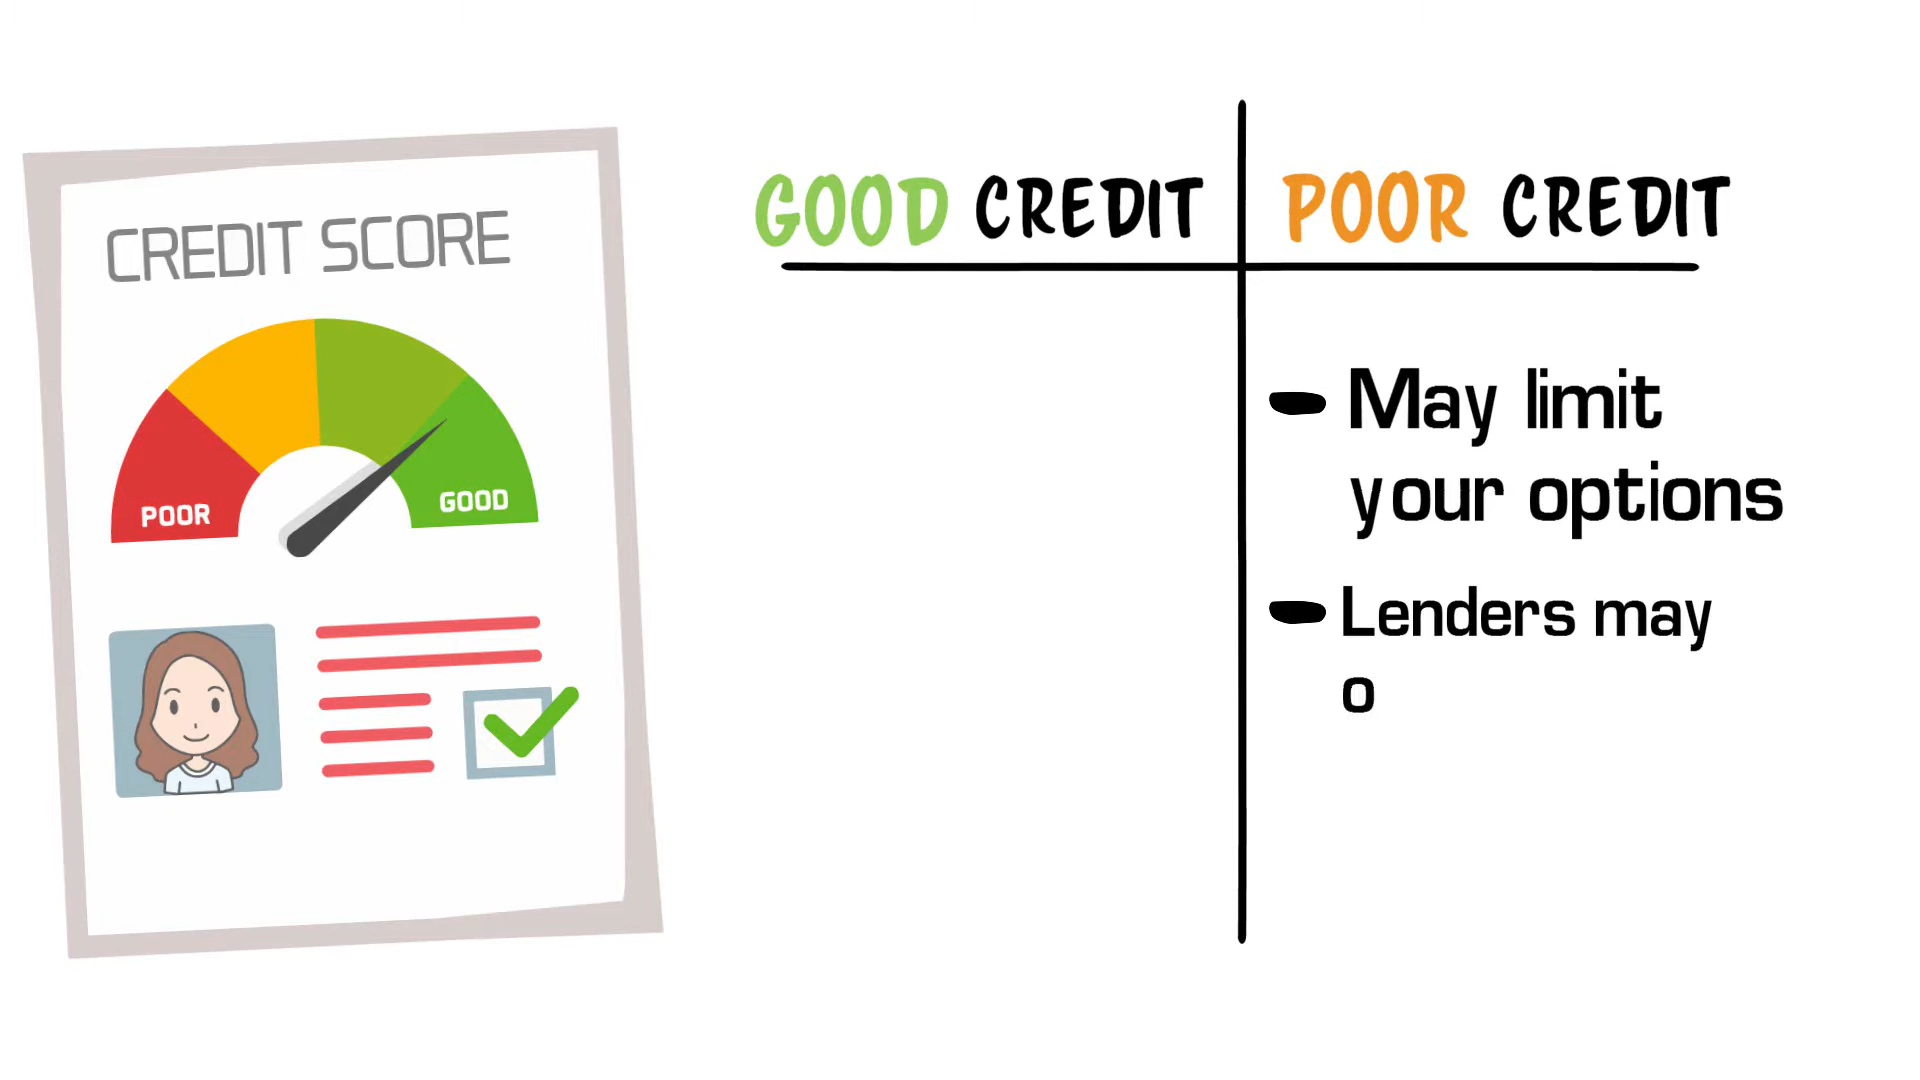 CREDIT SCORE
POOR
GOOD
GOOD CREDIT
POOR CREDIT
May limit
your options
Lenders may
o